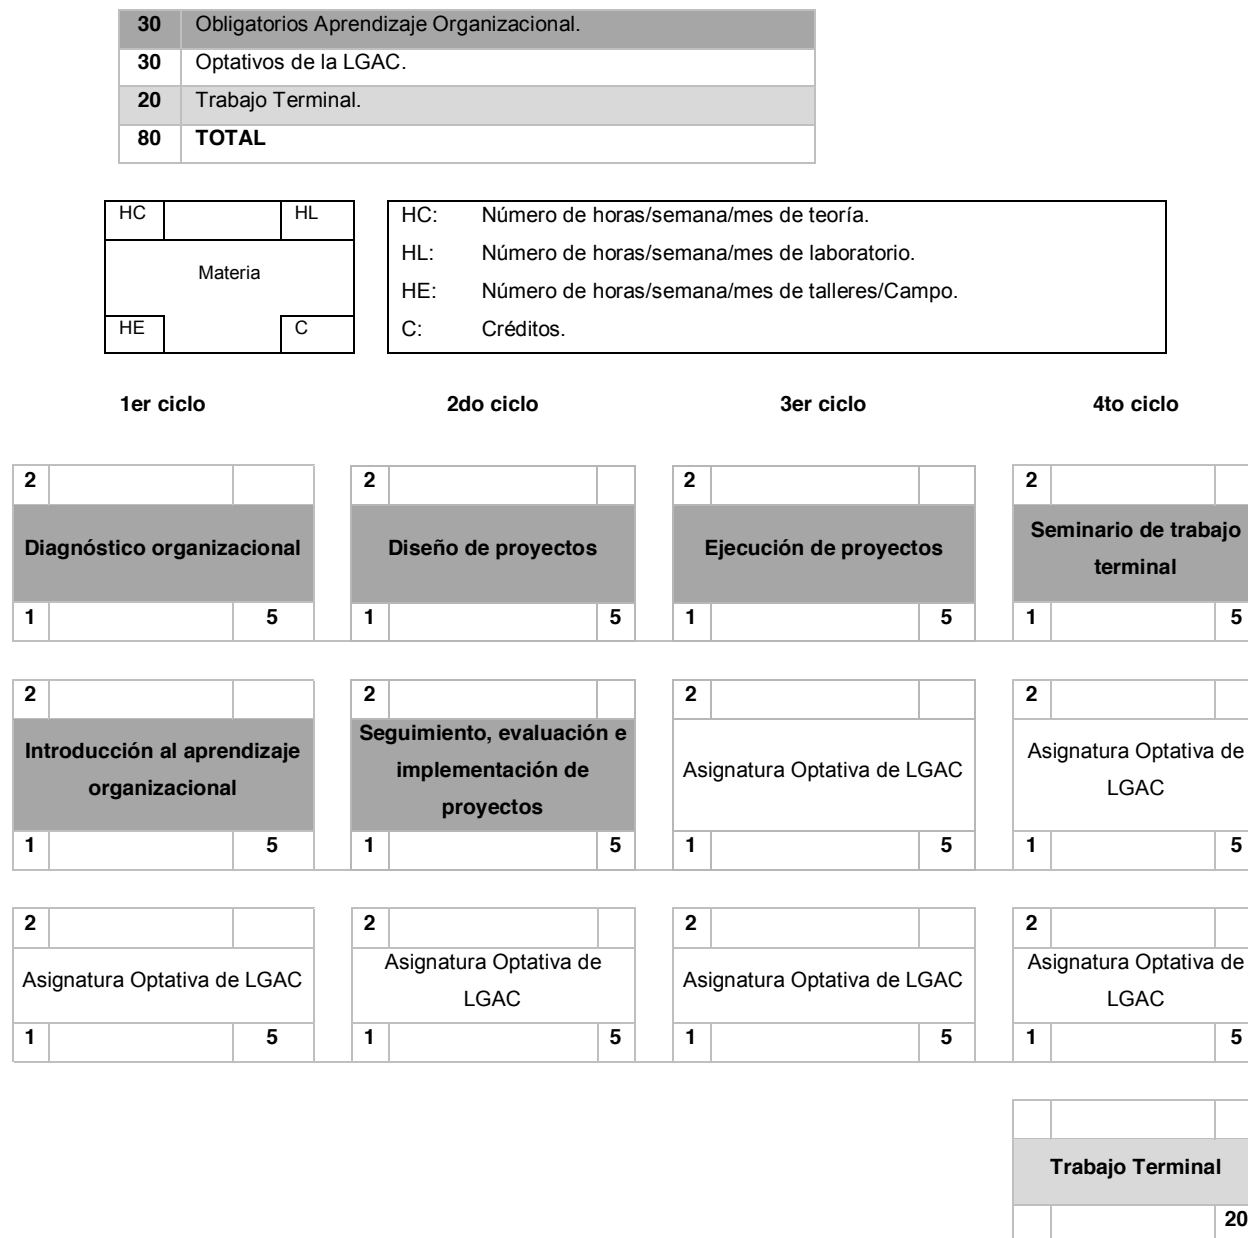 30 Obligatorios Aprendizaje Organizacional.
30 Optativos de la LGAC.
20 Trabajo Terminal.
80 TOTAL
HC HL
Materia
HE C
HC: Número de horas/semana/mes de teoría.
HL: Número de horas/semana/mes de laboratorio.
HE: Número de horas/semana/mes de talleres/Campo.
C: Créditos.
1er ciclo 2do ciclo 3er ciclo 4to ciclo
2
Diagnóstico organizacional
1 5
2
Diseño de proyectos
1 5
2
Ejecución de proyectos
1 5
2
Seminario de trabajo
terminal
1 5
2
Introducción al aprendizaje
organizacional
1 5
2
Seguimiento, evaluación e
implementación de
proyectos
1 5
2
Asignatura Optativa de LGAC
1 5
2
Asignatura Optativa de
LGAC
1 5
2
Asignatura Optativa de LGAC
1 5
2
Asignatura Optativa de
LGAC
1 5
2
Asignatura Optativa de LGAC
1 5
2
Asignatura Optativa de
LGAC
1 5
Trabajo Terminal
20